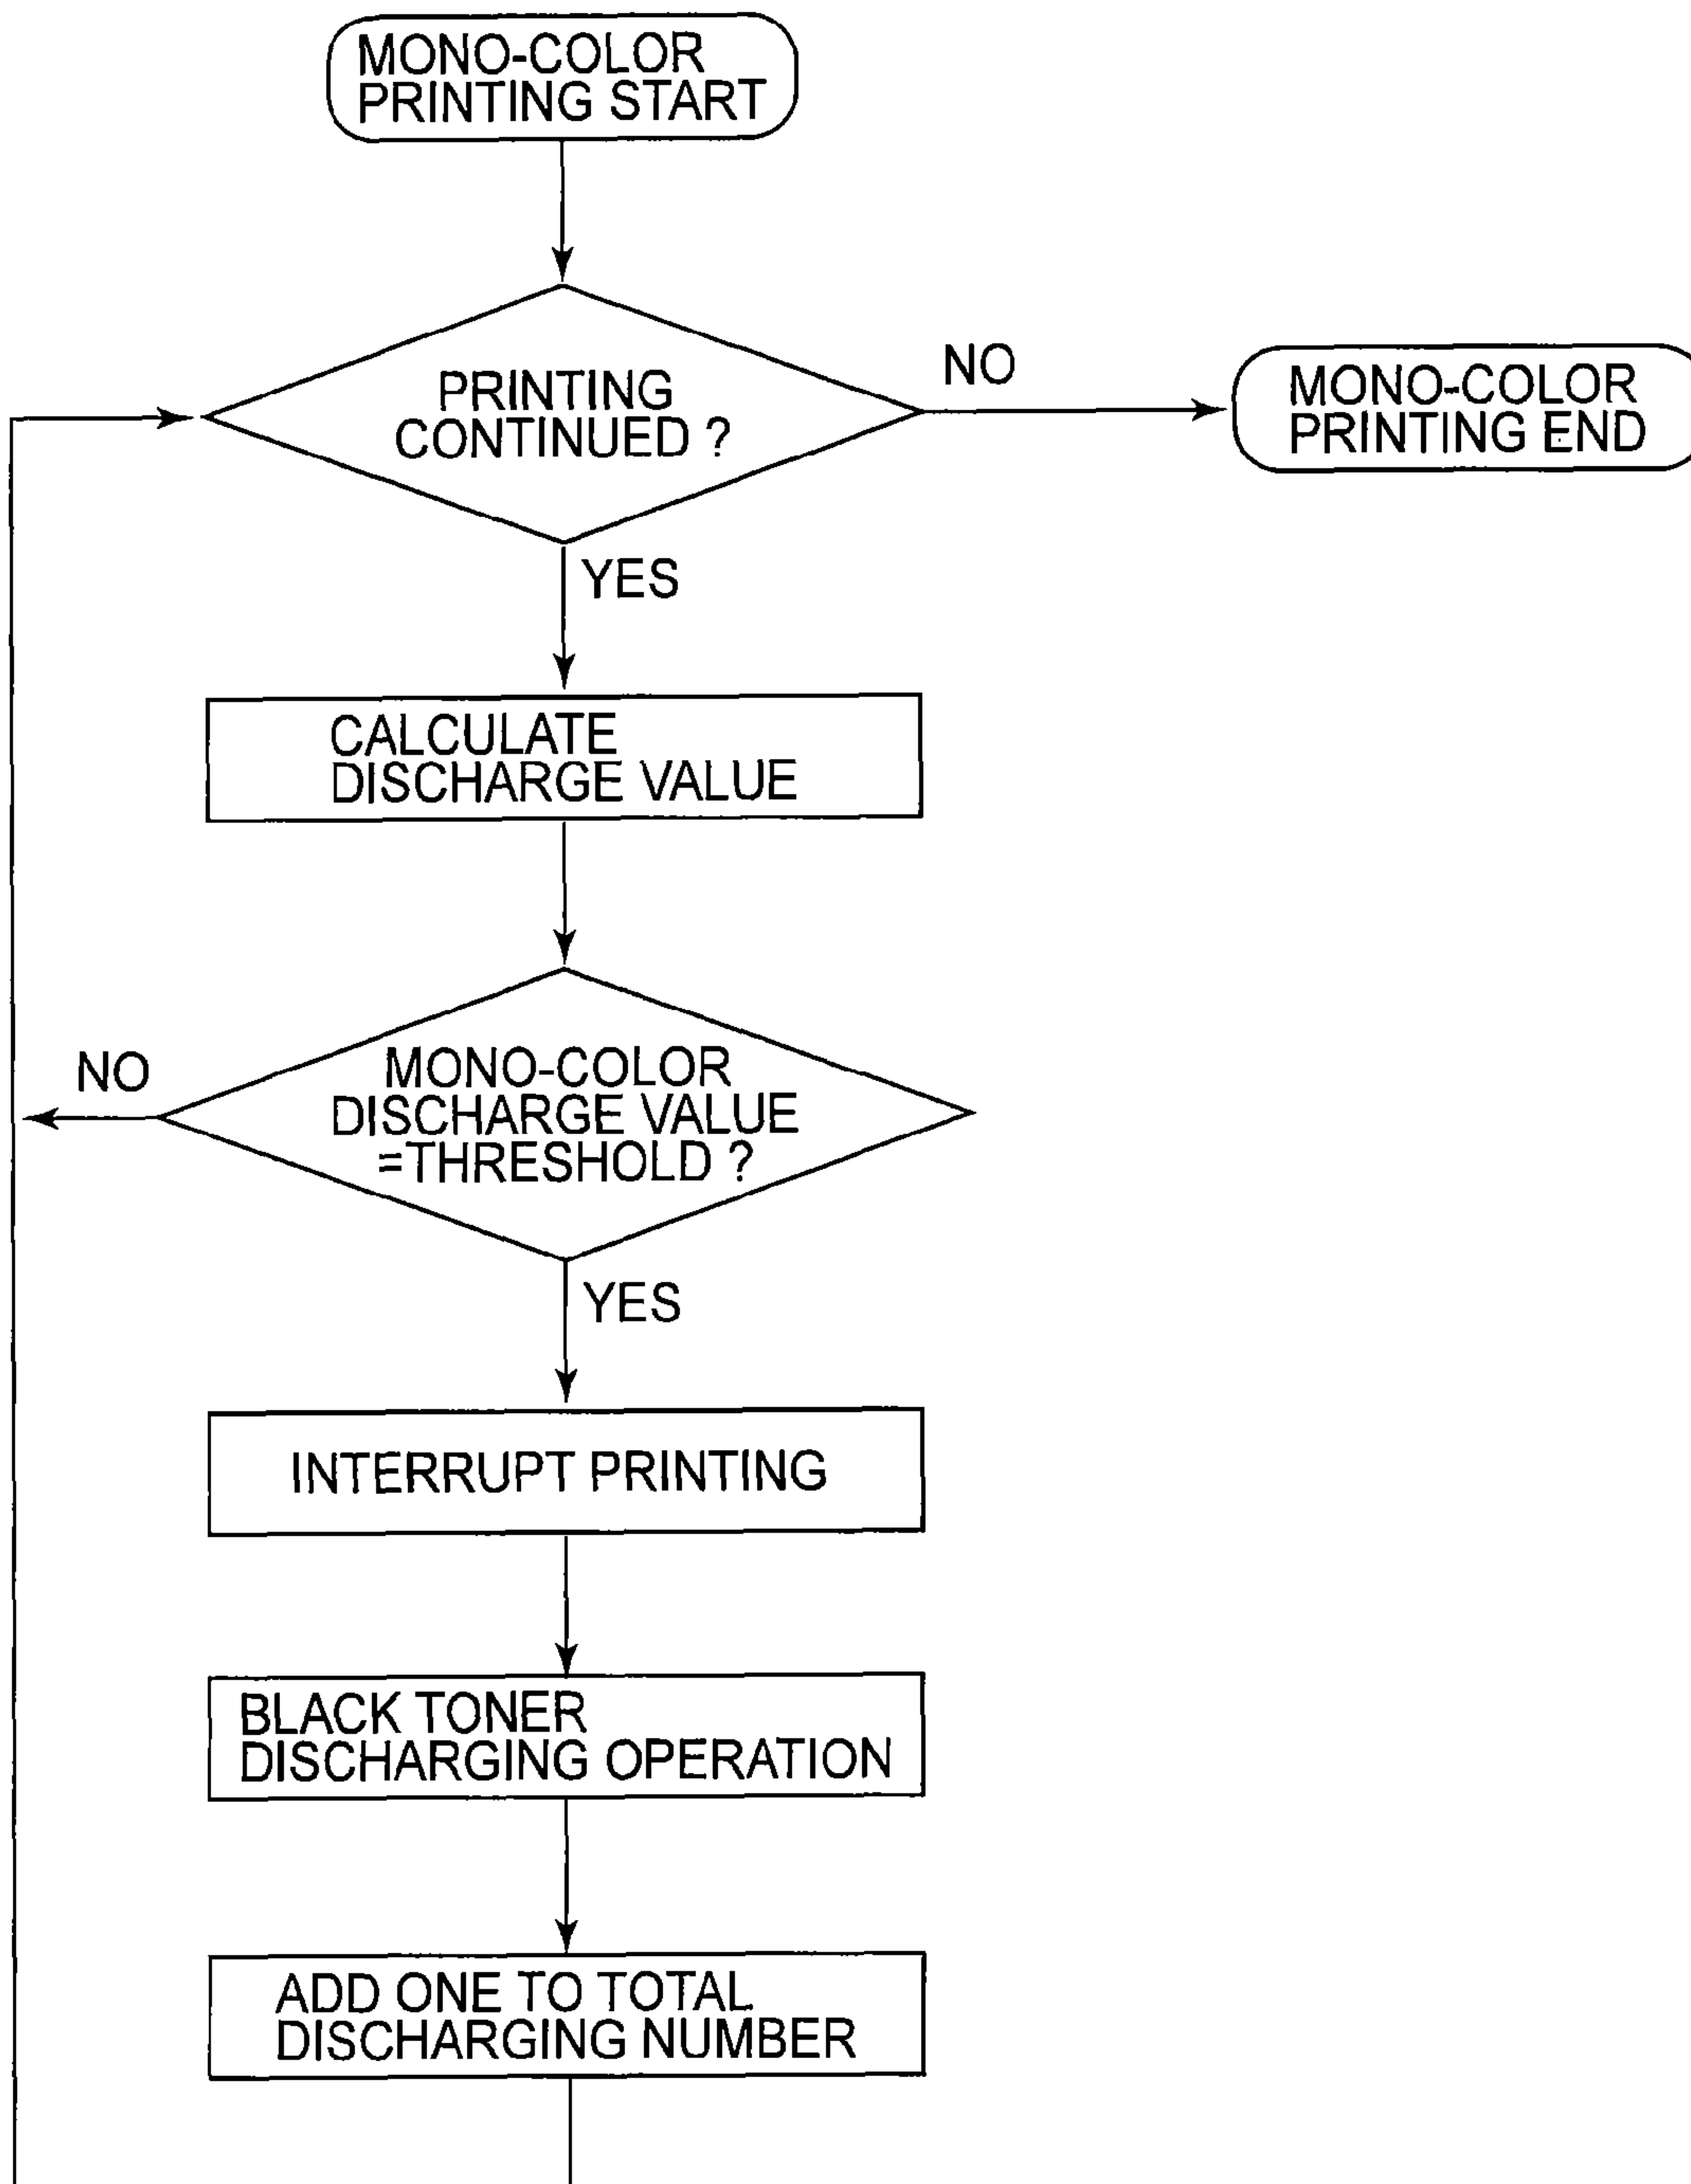 MONO-COLOR
PRINTING START
PRINTING
CONTINUED ?
NO
MONO-COLOR
PRINTING END
YES
CALCULATE
DISCHARGE VALUE
NO
MONO-COLOR
DISCHARGE VALUE
=THRESHOLD ?
YES
INTERRUPT PRINTING
BLACK TONER
DISCHARGING OPERATION
ADD ONE TO TOTAL
DISCHARGING NUMBER